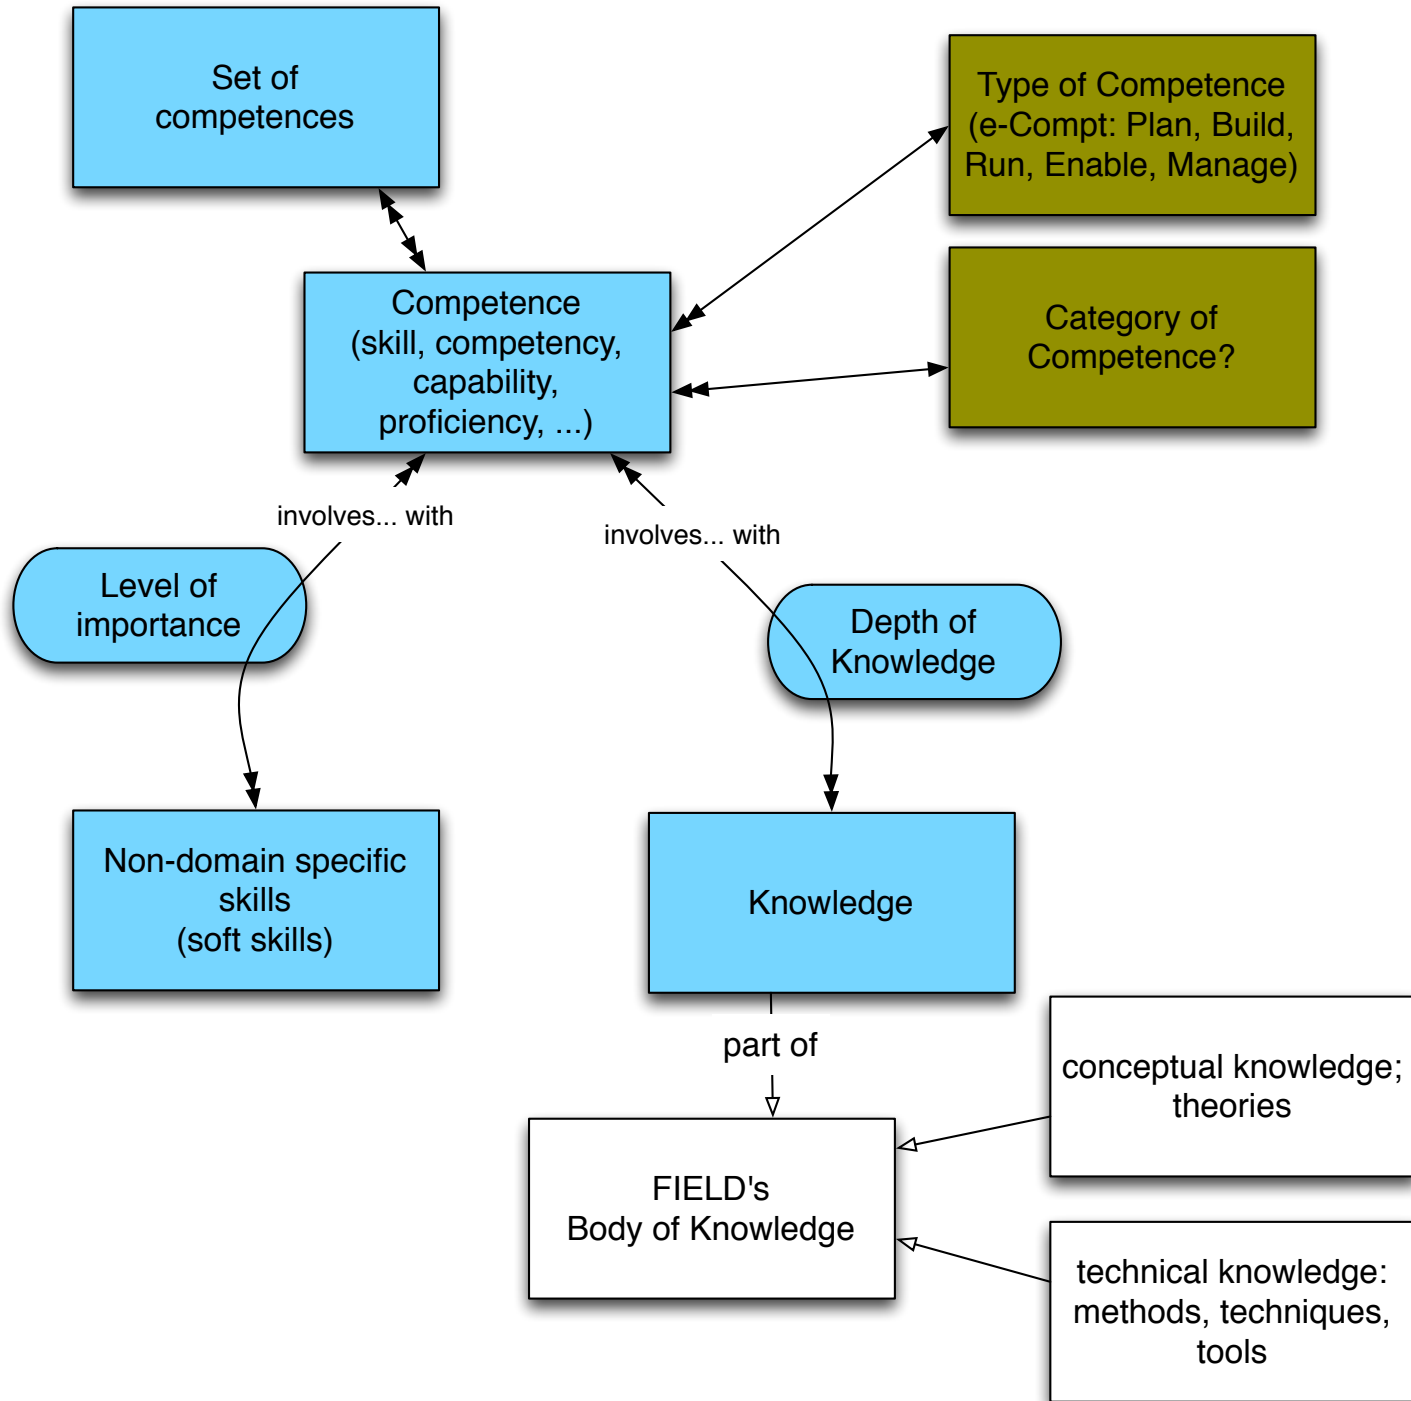 Set of
competences
Type of Competence
(e-Compt: Plan, Build,
Run, Enable, Manage)
Competence
(skill, competency,
capability,
proficiency, ...)
Category of
Competence?
involves... with
involves... with
Level of
importance
Depth of
Knowledge
Non-domain specific
skills
(soft skills)
Knowledge
part of
conceptual knowledge;
theories
FIELD's
Body of Knowledge
technical knowledge:
methods, techniques,
tools